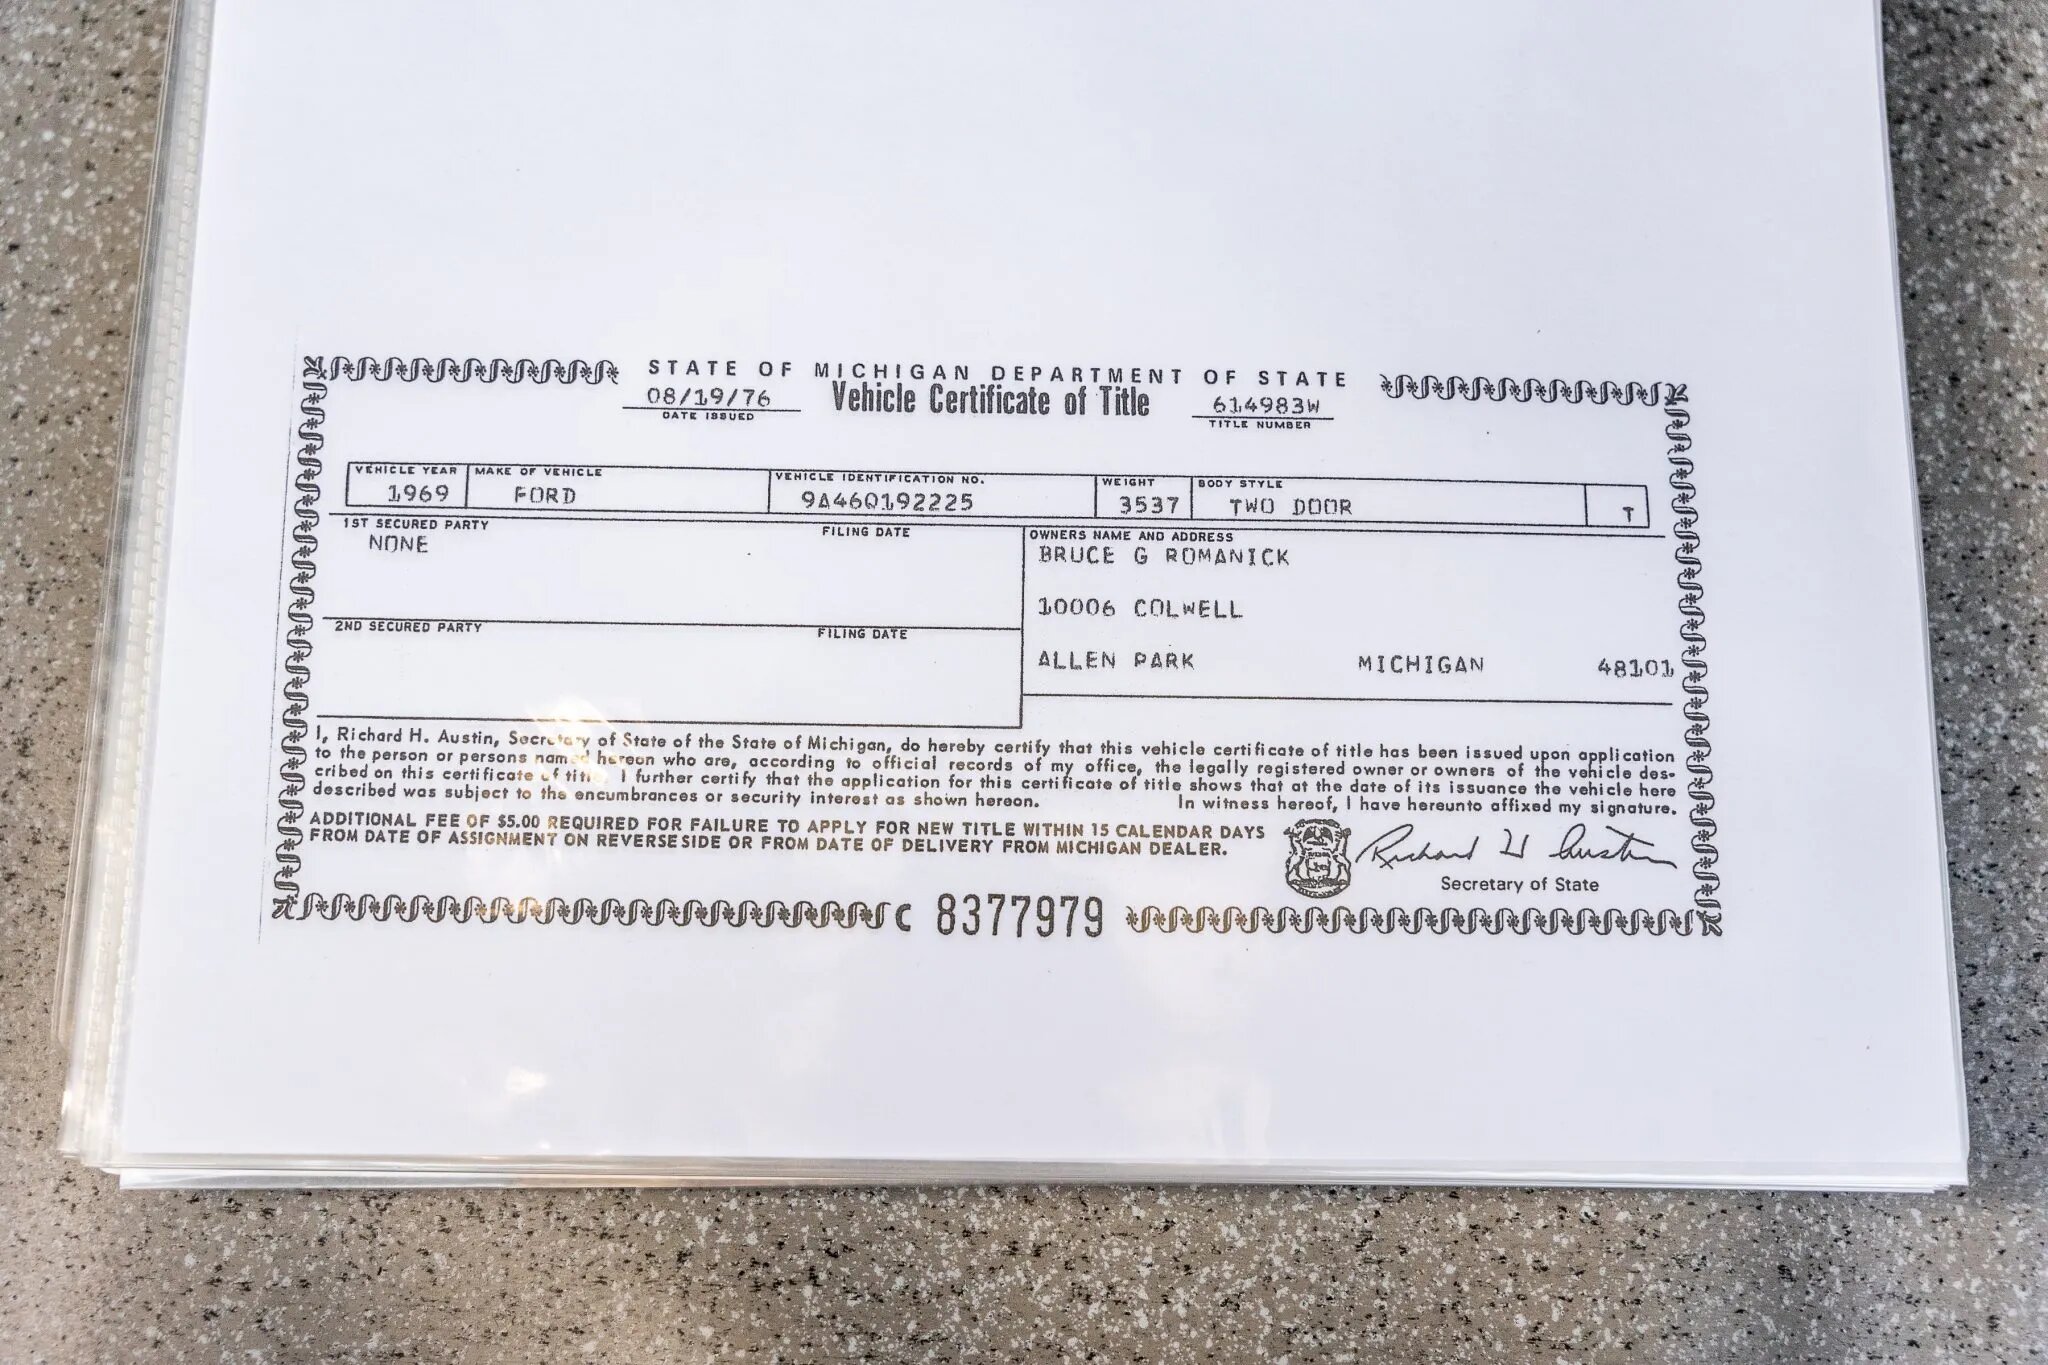 STATE OF MICHIGAN DEPARTMENT OF STATE
08/19/76 Vehicle Certificate of Title 614983W
DATE ISSUED TITLE NUMBER
VEHICLE YEAR MAKE OF VEHICLE VEHICLE IDENTIFICATION NO. WEIGHT BODY STYLE
1969 FORD 9A46Q192225 3537 TWO DOOR T
1ST SECURED PARTY FILING DATE OWNERS NAME AND ADDRESS
NONE BRUCE G ROMANICK
10006 COLWELL
2ND SECURED PARTY FILING DATE
ALLEN PARK MICHIGAN 48101
I, Richard H. Austin, Secretary of State of the State of Michigan, do hereby certify that this vehicle certificate of title has been issued upon application
to the person or persons named hereon who are, according to official records of my office, the legally registered owner or owners of the vehicle des-
cribed on this certificate of title. I further certify that the application for this certificate of title shows that at the date of its issuance the vehicle here
described was subject to the encumbrances or security interest as shown hereon. In witness hereof, I have hereunto affixed my signature.
ADDITIONAL FEE OF $5.00 REQUIRED FOR FAILURE TO APPLY FOR NEW TITLE WITHIN 15 CALENDAR DAYS
FROM DATE OF ASSIGNMENT ON REVERSE SIDE OR FROM DATE OF DELIVERY FROM MICHIGAN DEALER.
Richard H Austin
Secretary of State
C 8377979